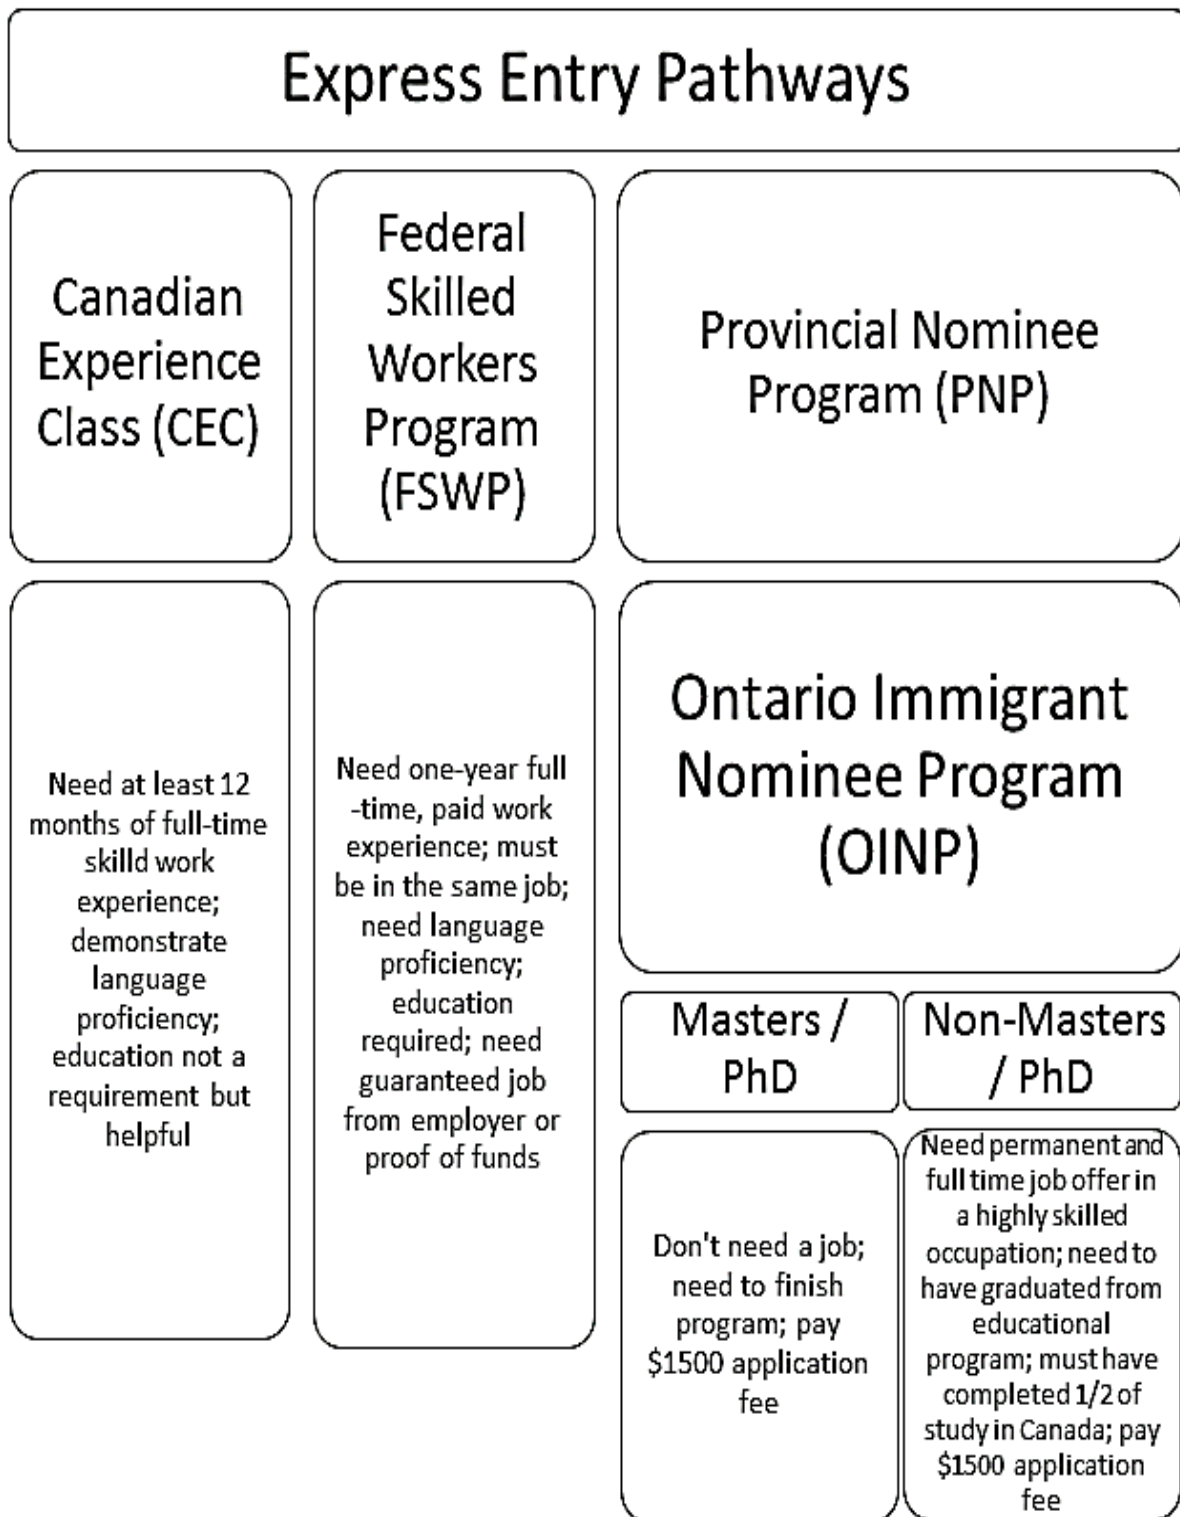 Express Entry Pathways
Canadian
Experience
Class (CEC)
Federal
Skilled
Workers
Program
(FSWP)
Provincial Nominee
Program (PNP)
Need at least 12
months of full-time
skilld work
experience;
demonstrate
language
proficiency;
education not a
requirement but
helpful
Need one-year full
-time, paid work
experience; must
be in the same job;
need language
proficiency;
education
required; need
guaranteed job
from employer or
proof of funds
Ontario Immigrant
Nominee Program
(OINP)
Masters /
PhD
Don't need a job;
need to finish
program; pay
$1500 application
fee
Non-Masters
/ PhD
Need permanent and
full time job offer in
a highly skilled
occupation; need to
have graduated from
educational
program; must have
completed 1/2 of
study in Canada; pay
$1500 application
fee